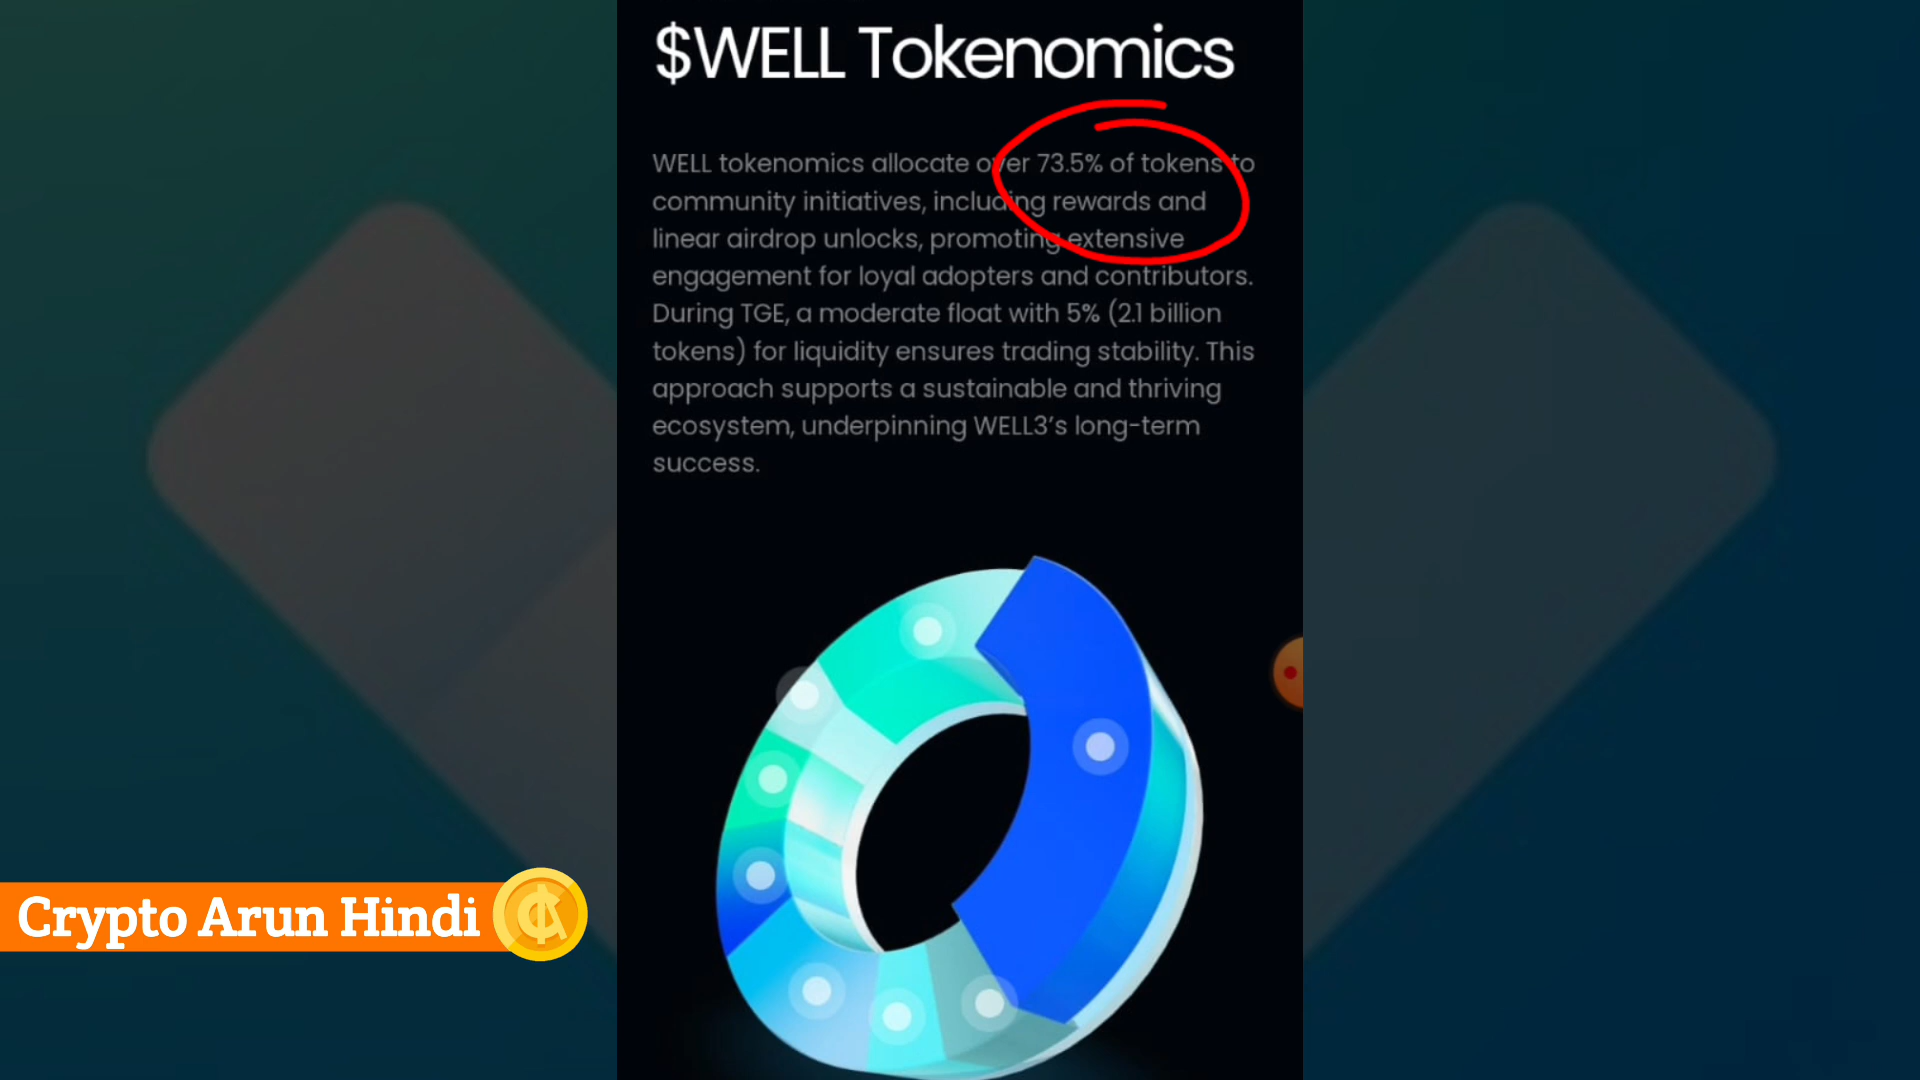 $WELL Tokenomics
WELL tokenomics allocate over 73.5% of tokens to
community initiatives, including rewards and
linear airdrop unlocks, promoting extensive
engagement for loyal adopters and contributors.
During TGE, a moderate float with 5% (2.1 billion
tokens) for liquidity ensures trading stability. This
approach supports a sustainable and thriving
ecosystem, underpinning WELL3’s long-term
success.
Crypto Arun Hindi